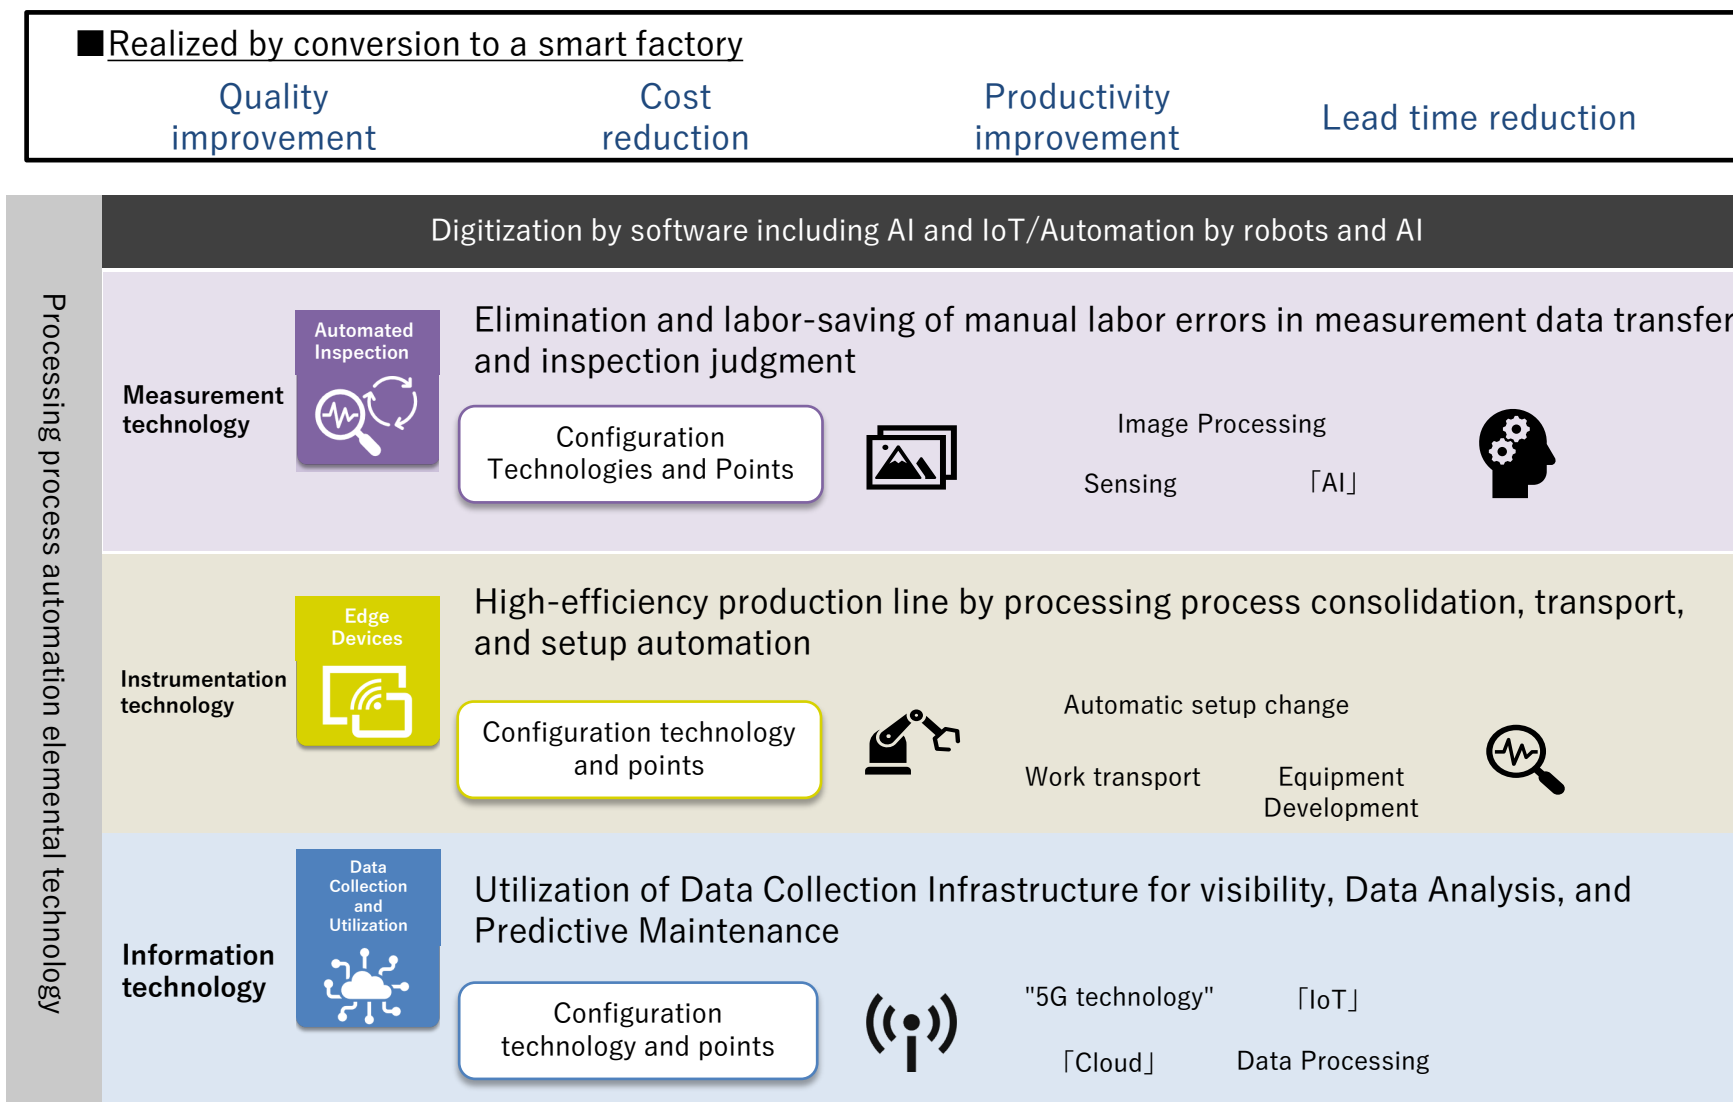 ■Realized by conversion to a smart factory
Quality
improvement
Cost
reduction
Productivity
improvement
Lead time reduction
Processing process automation elemental technology
Digitization by software including AI and IoT/Automation by robots and AI
Measurement
technology
Automated
Inspection
Elimination and labor-saving of manual labor errors in measurement data transfer
and inspection judgment
Configuration
Technologies and Points
Image Processing
Sensing
「AI」
Instrumentation
technology
Edge
Devices
High-efficiency production line by processing process consolidation, transport,
and setup automation
Configuration technology
and points
Automatic setup change
Work transport
Equipment
Development
Information
technology
Data
Collection
and
Utilization
Utilization of Data Collection Infrastructure for visibility, Data Analysis, and
Predictive Maintenance
Configuration
technology and points
"5G technology"
「IoT」
「Cloud」
Data Processing